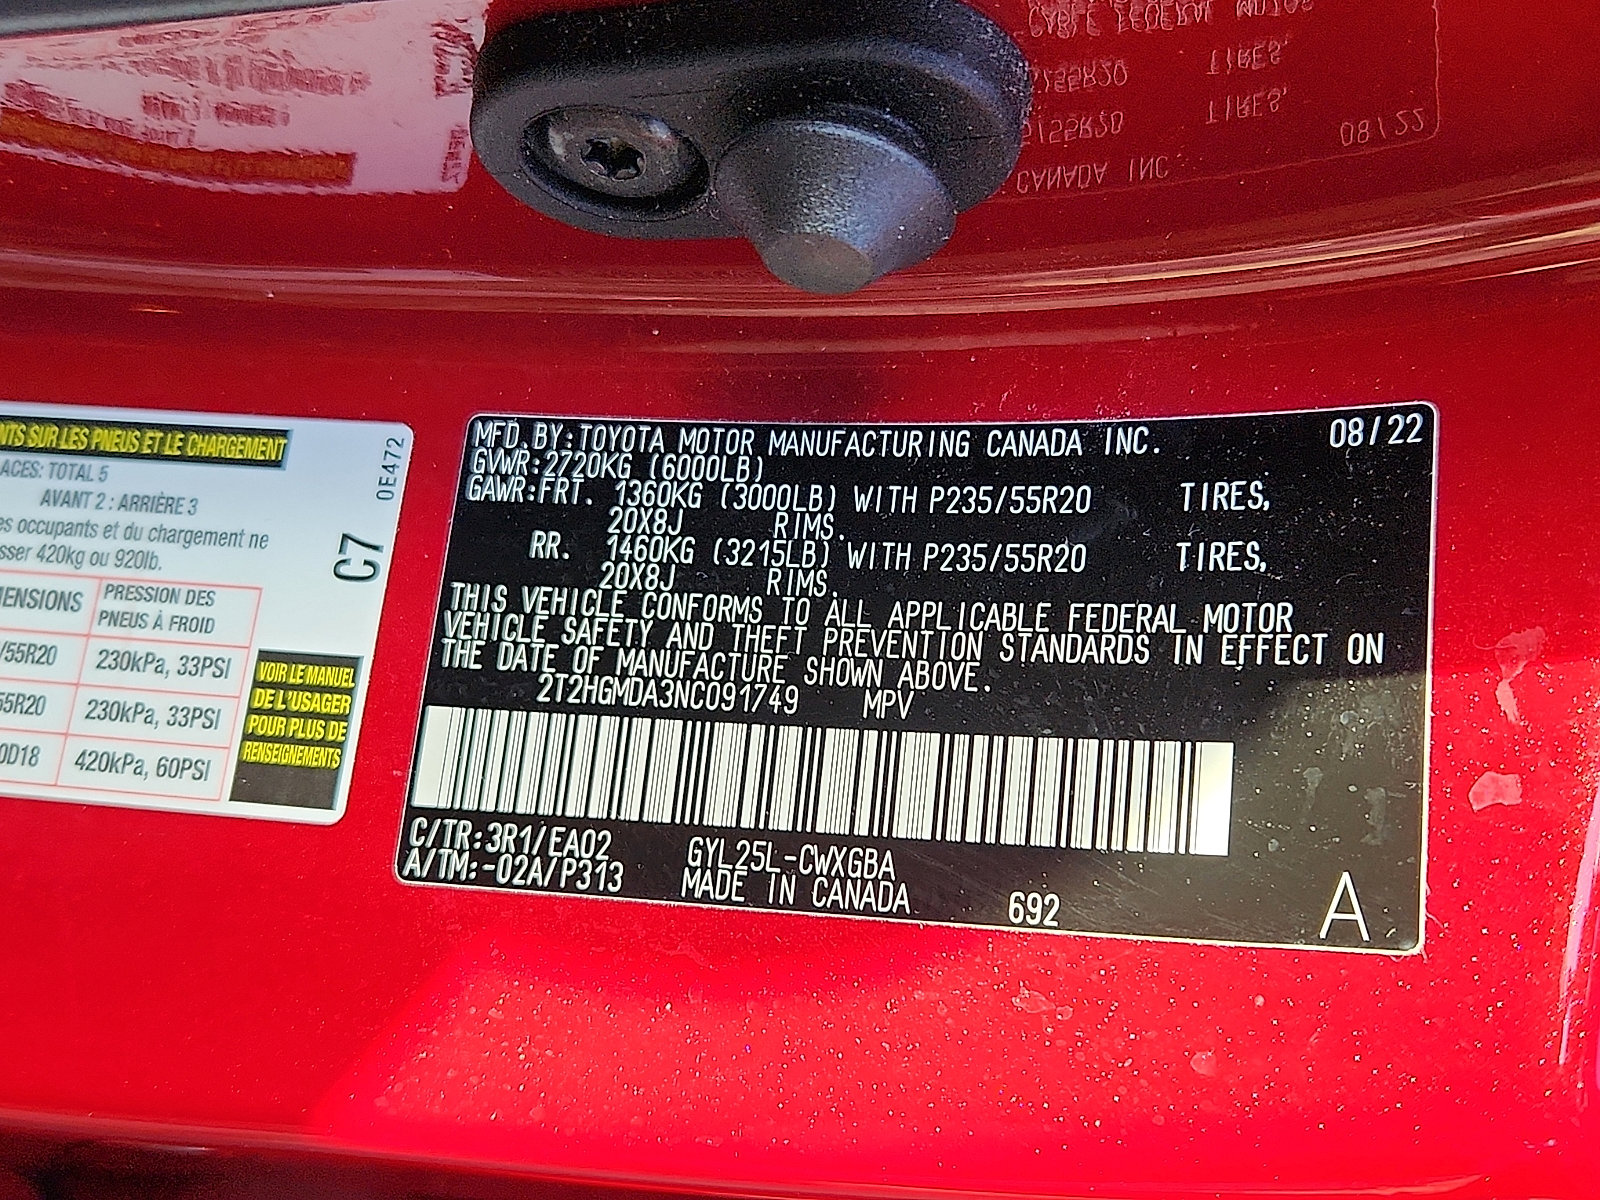 NTS SUR LES PNEUS ET LE CHARGEMENT
ACES: TOTAL 5
AVANT 2 : ARRIÈRE 3
es occupants et du chargement ne
sser 420kg ou 920lb.
ENSIONS PRESSION DES
PNEUS À FROID
/55R20 230kPa, 33PSI
55R20 230kPa, 33PSI
0D18 420kPa, 60PSI
0E472
C7
VOIR LE MANUEL
DE L'USAGER
POUR PLUS DE
RENSEIGNEMENTS
MFD. BY: TOYOTA MOTOR MANUFACTURING CANADA INC. 08/22
GVWR: 2720KG (6000LB)
GAWR: FRT. 1360KG (3000LB) WITH P235/55R20 TIRES,
20X8J RIMS.
RR. 1460KG (3215LB) WITH P235/55R20 TIRES,
20X8J RIMS.
THIS VEHICLE CONFORMS TO ALL APPLICABLE FEDERAL MOTOR
VEHICLE SAFETY AND THEFT PREVENTION STANDARDS IN EFFECT ON
THE DATE OF MANUFACTURE SHOWN ABOVE.
2T2HGMDA3NC091749 MPV
C/TR: 3R1/EA02 GYL25L-CWXGBA
A/TM: -02A/P313 MADE IN CANADA 692 A